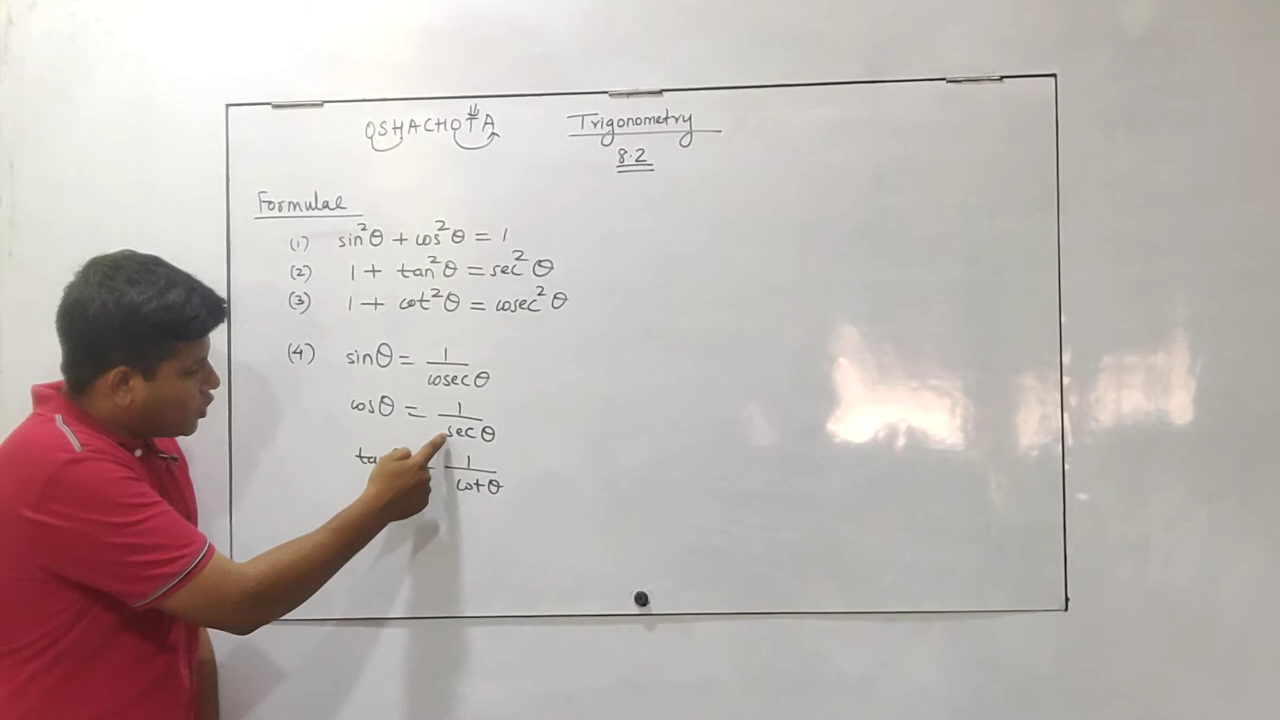 OSHACHOTA
Trigonometry
8.2
Formulae
(1) sin²θ + cos²θ = 1
(2) 1 + tan²θ = sec²θ
(3) 1 + cot²θ = cosec²θ
(4) sinθ = 1/cosecθ
cosθ = 1/secθ
= 1/cotθ